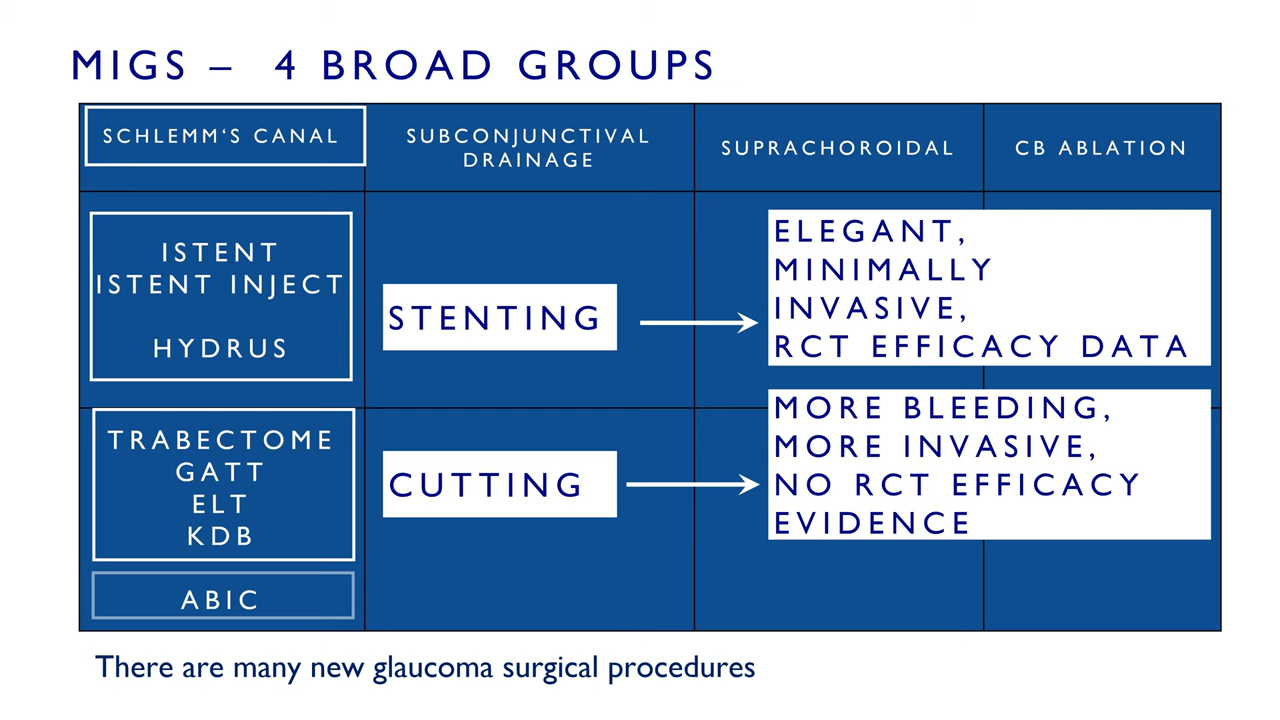 MIGS – 4 BROAD GROUPS
SCHLEMM‘S CANAL
SUBCONJUNCTIVAL
DRAINAGE
SUPRACHOROIDAL
CB ABLATION
ISTENT
ISTENT INJECT
HYDRUS
STENTING
ELEGANT,
MINIMALLY
INVASIVE,
RCT EFFICACY DATA
TRABECTOME
GATT
ELT
KDB
CUTTING
MORE BLEEDING,
MORE INVASIVE,
NO RCT EFFICACY
EVIDENCE
ABIC
There are many new glaucoma surgical procedures